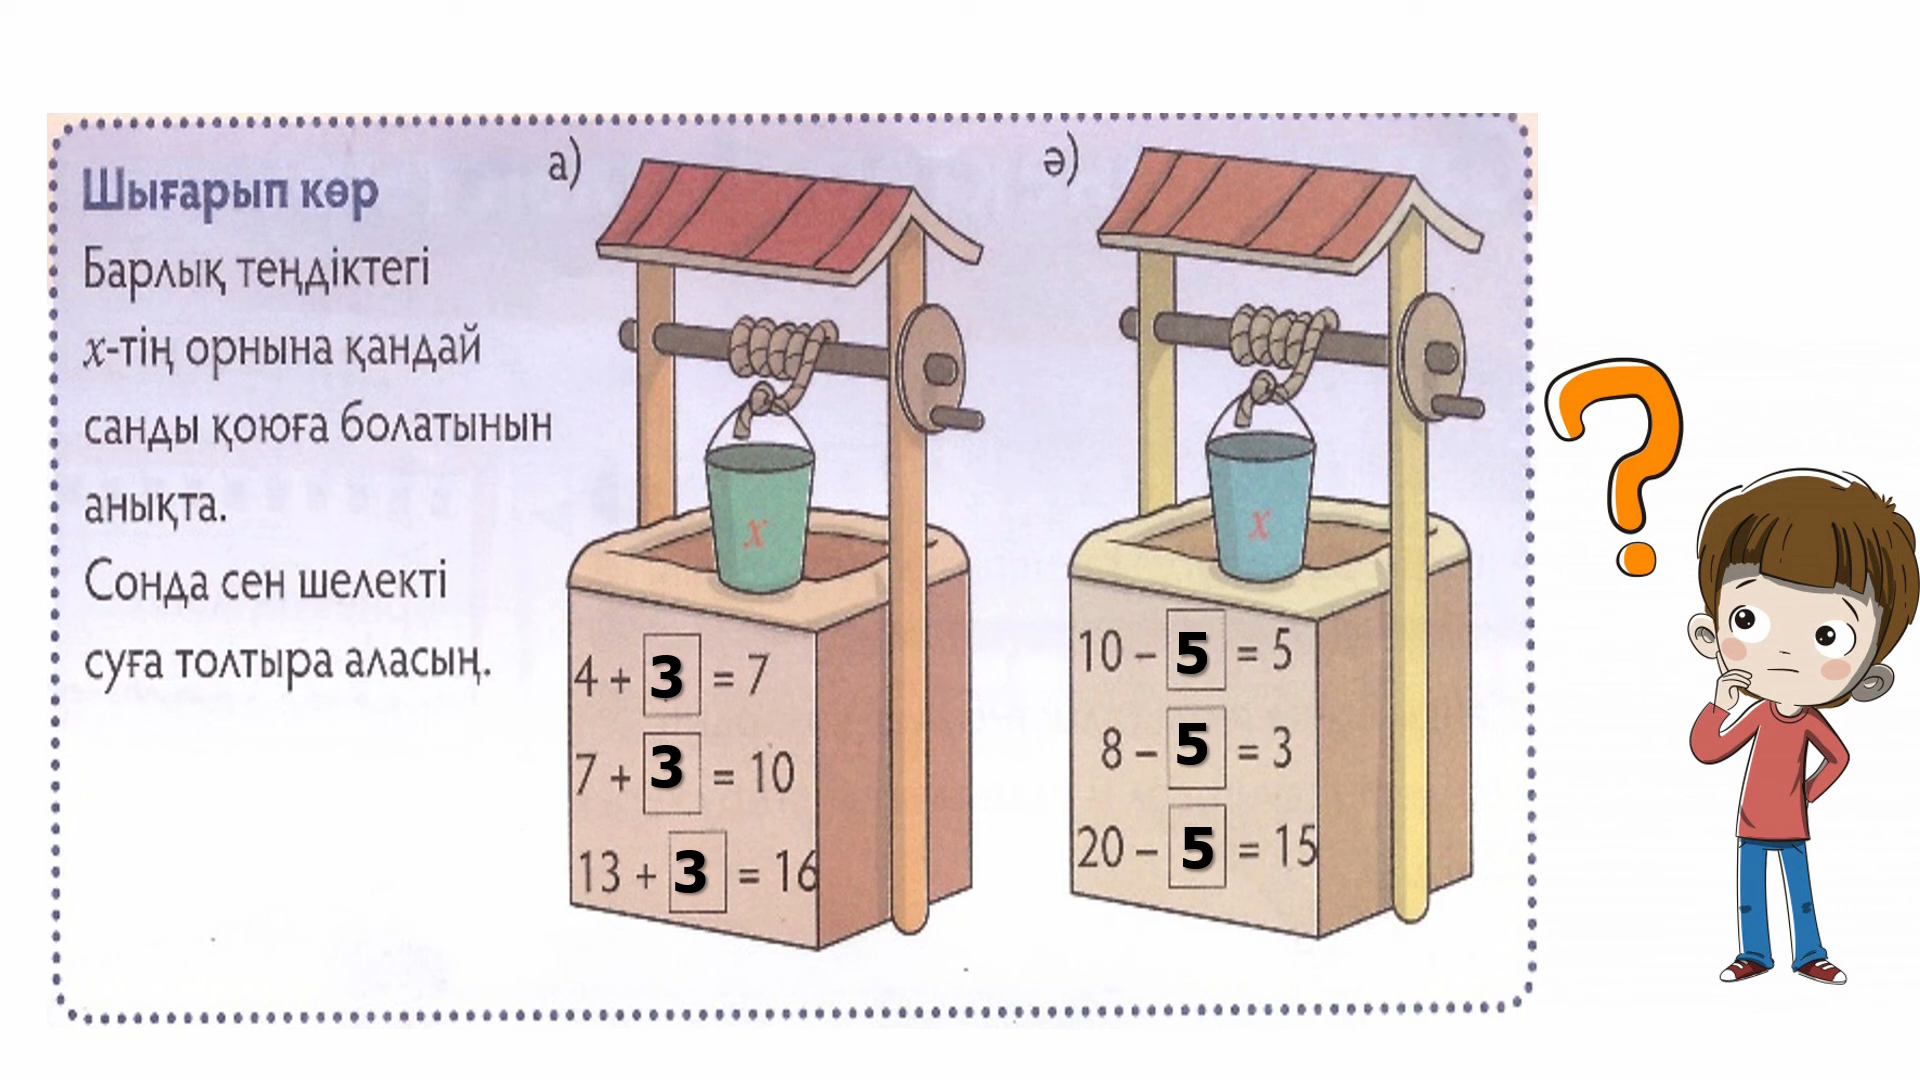 Шығарып көр
Барлық теңдіктегі
х-тің орнына қандай
санды қоюға болатынын
анықта.
Сонда сен шелекті
суға толтыра аласың.
а)
х
4 + 3 = 7
7 + 3 = 10
13 + 3 = 16
ә)
х
10 – 5 = 5
8 – 5 = 3
20 – 5 = 15
?